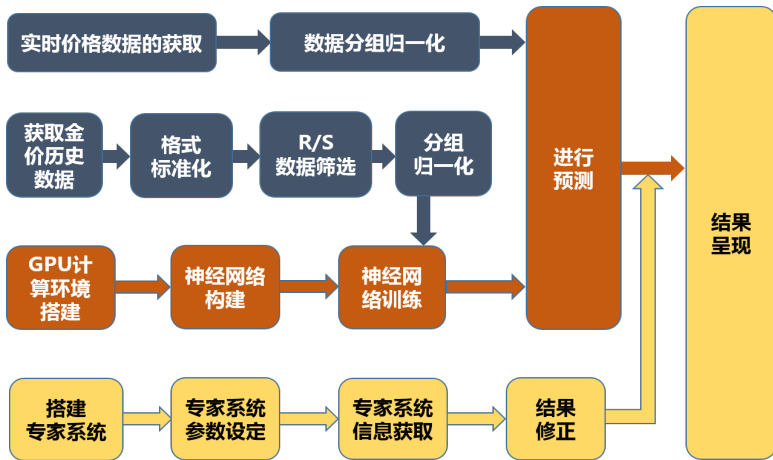 实时价格数据的获取
数据分组归一化
获取金
价历史
数据
格式
标准化
R/S
数据筛选
分组
归一化
进行
预测
结果
呈现
GPU计
算环境
搭建
神经网络
构建
神经网
络训练
搭建
专家系统
专家系统
参数设定
专家系统
信息获取
结果
修正